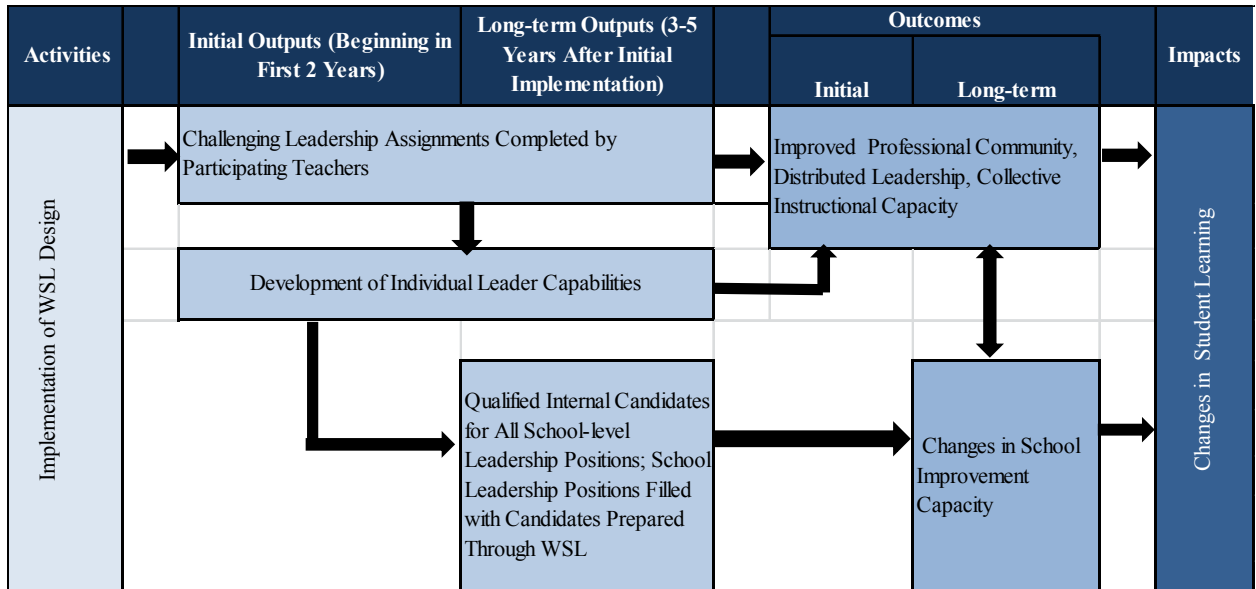 Activities
Initial Outputs (Beginning in
First 2 Years)
Long-term Outputs (3-5
Years After Initial
Implementation)
Outcomes
Initial
Long-term
Impacts
Implementation of WSL Design
Challenging Leadership Assignments Completed by
Participating Teachers
Improved Professional Community,
Distributed Leadership, Collective
Instructional Capacity
Development of Individual Leader Capabilities
Qualified Internal Candidates
for All School-level
Leadership Positions; School
Leadership Positions Filled
with Candidates Prepared
Through WSL
Changes in School
Improvement
Capacity
Changes in Student Learning